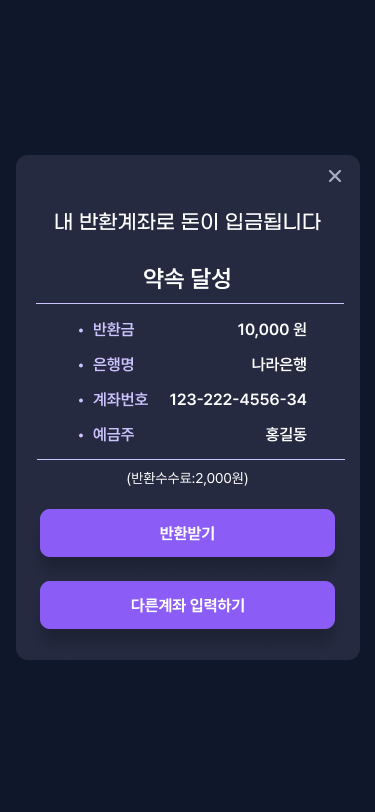 내 반환계좌로 돈이 입금됩니다
약속 달성
• 반환금 10,000 원
• 은행명 나라은행
• 계좌번호 123-222-4556-34
• 예금주 홍길동
(반환수수료:2,000원)
반환받기
다른계좌 입력하기